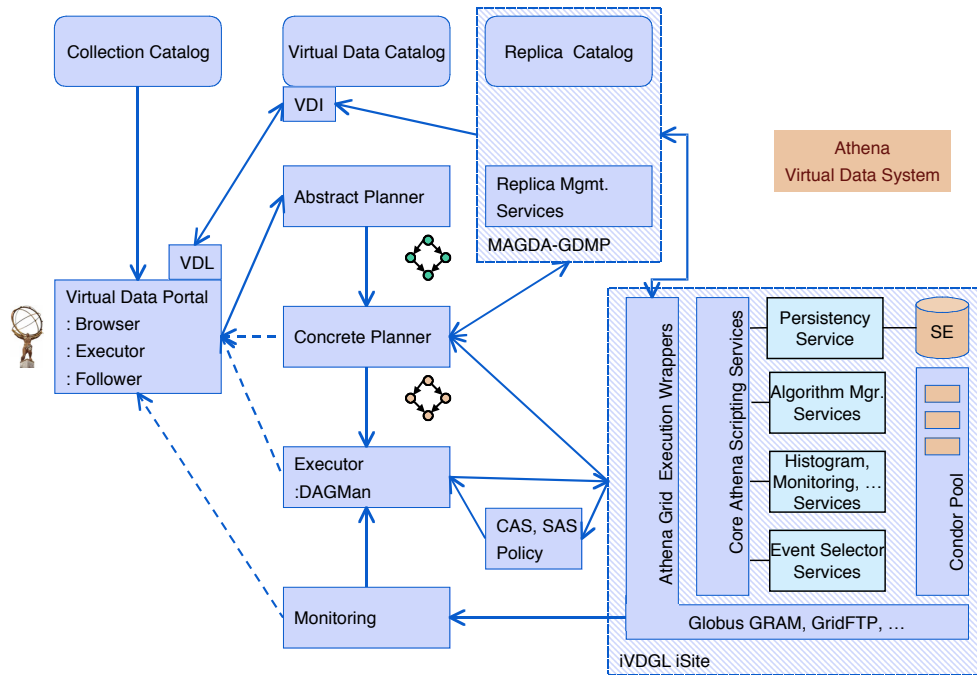 Collection Catalog
Virtual Data Catalog
Replica Catalog
VDI
Athena
Virtual Data System
Abstract Planner
Replica Mgmt.
Services
MAGDA-GDMP
VDL
Virtual Data Portal
: Browser
: Executor
: Follower
Concrete Planner
Executor
:DAGMan
CAS, SAS
Policy
Monitoring
Athena Grid Execution Wrappers
Core Athena Scripting Services
Persistency
Service
SE
Algorithm Mgr.
Services
Histogram,
Monitoring, …
Services
Event Selector
Services
Condor Pool
Globus GRAM, GridFTP, …
iVDGL iSite